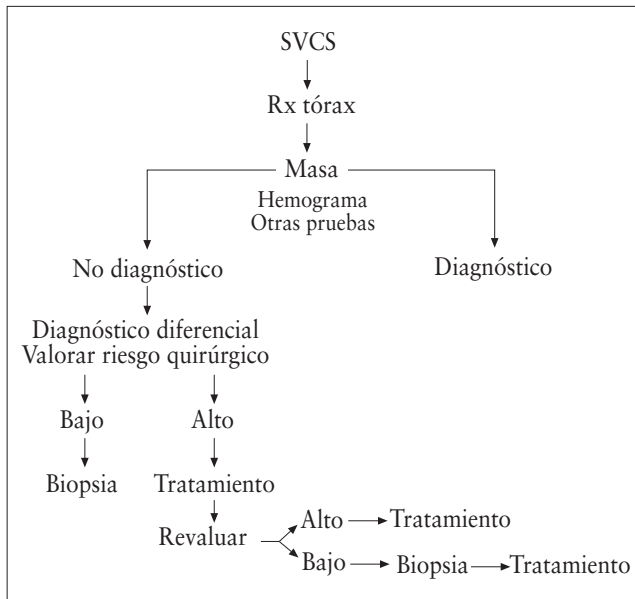 SVCS
Rx tórax
Masa
Hemograma
Otras pruebas
No diagnóstico
Diagnóstico
Diagnóstico diferencial
Valorar riesgo quirúrgico
Bajo
Alto
Biopsia
Tratamiento
Revaluar
Alto
Tratamiento
Bajo
Biopsia
Tratamiento